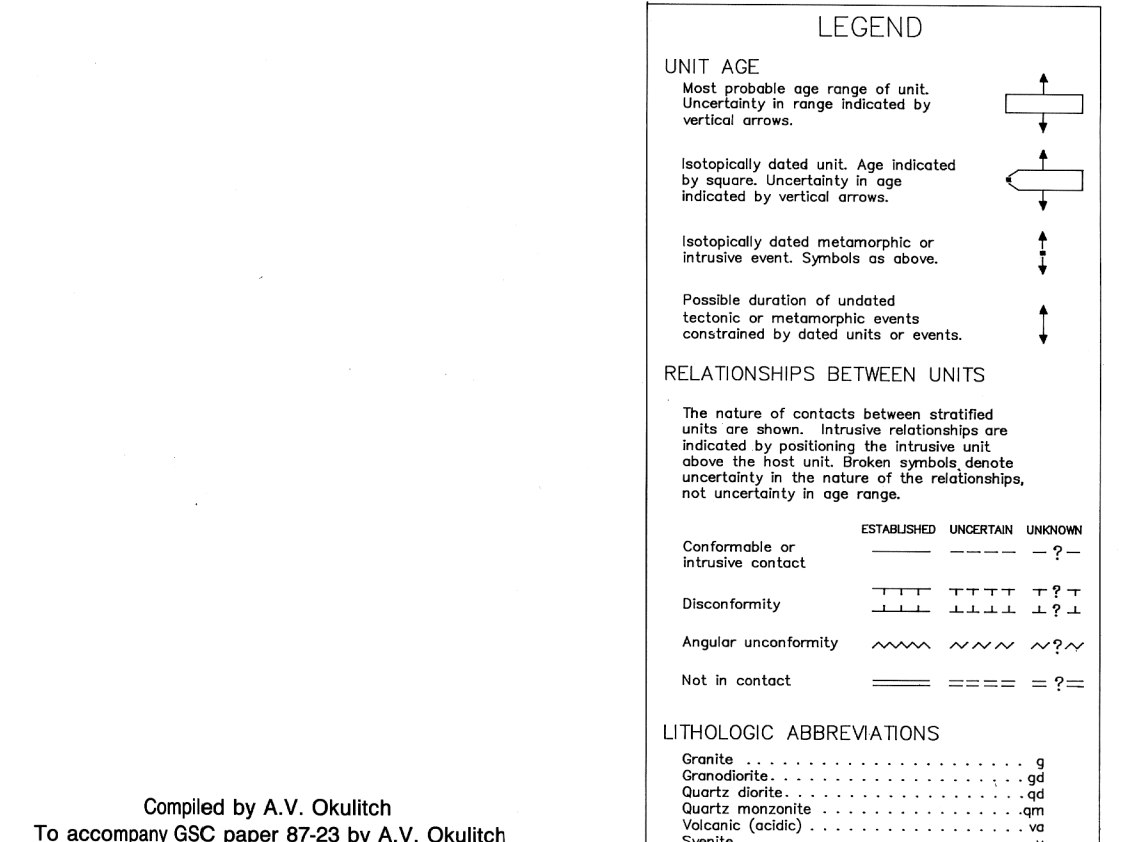 LEGEND
UNIT AGE
Most probable age range of unit.
Uncertainty in range indicated by
vertical arrows.
Isotopically dated unit. Age indicated
by square. Uncertainty in age
indicated by vertical arrows.
Isotopically dated metamorphic or
intrusive event. Symbols as above.
Possible duration of undated
tectonic or metamorphic events
constrained by dated units or events.
RELATIONSHIPS BETWEEN UNITS
The nature of contacts between stratified
units are shown. Intrusive relationships are
indicated by positioning the intrusive unit
above the host unit. Broken symbols denote
uncertainty in the nature of the relationships,
not uncertainty in age range.
ESTABLISHED UNCERTAIN UNKNOWN
Conformable or
intrusive contact
?
Disconformity
?
?
Angular unconformity ?
Not in contact ?
LITHOLOGIC ABBREVIATIONS
Granite . . . . . . . . . . . . . . . . . . . . . . . g
Granodiorite. . . . . . . . . . . . . . . . . . . . . gd
Quartz diorite. . . . . . . . . . . . . . . . . . . . qd
Quartz monzonite . . . . . . . . . . . . . . . . .qm
Volcanic (acidic) . . . . . . . . . . . . . . . . . . va
Syenite
Compiled by A.V. Okulitch
To accompany GSC paper 87-23 by A.V. Okulitch